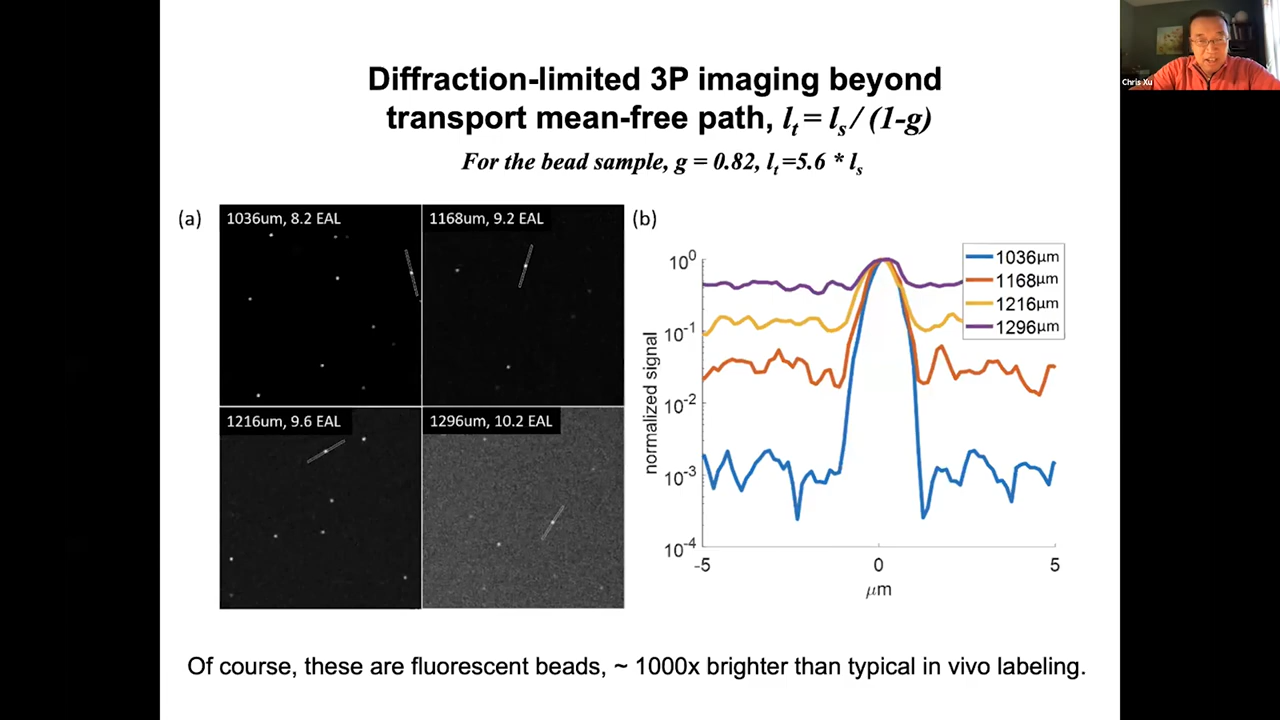 Diffraction-limited 3P imaging beyond
transport mean-free path, lt = ls / (1-g)
For the bead sample, g = 0.82, lt=5.6 * ls
(a)
1036um, 8.2 EAL
1168um, 9.2 EAL
1216um, 9.6 EAL
1296um, 10.2 EAL
(b)
normalized signal
10^0
10^-1
10^-2
10^-3
10^-4
-5
0
5
μm
1036μm
1168μm
1216μm
1296μm
Of course, these are fluorescent beads, ~ 1000x brighter than typical in vivo labeling.
Chris Xu